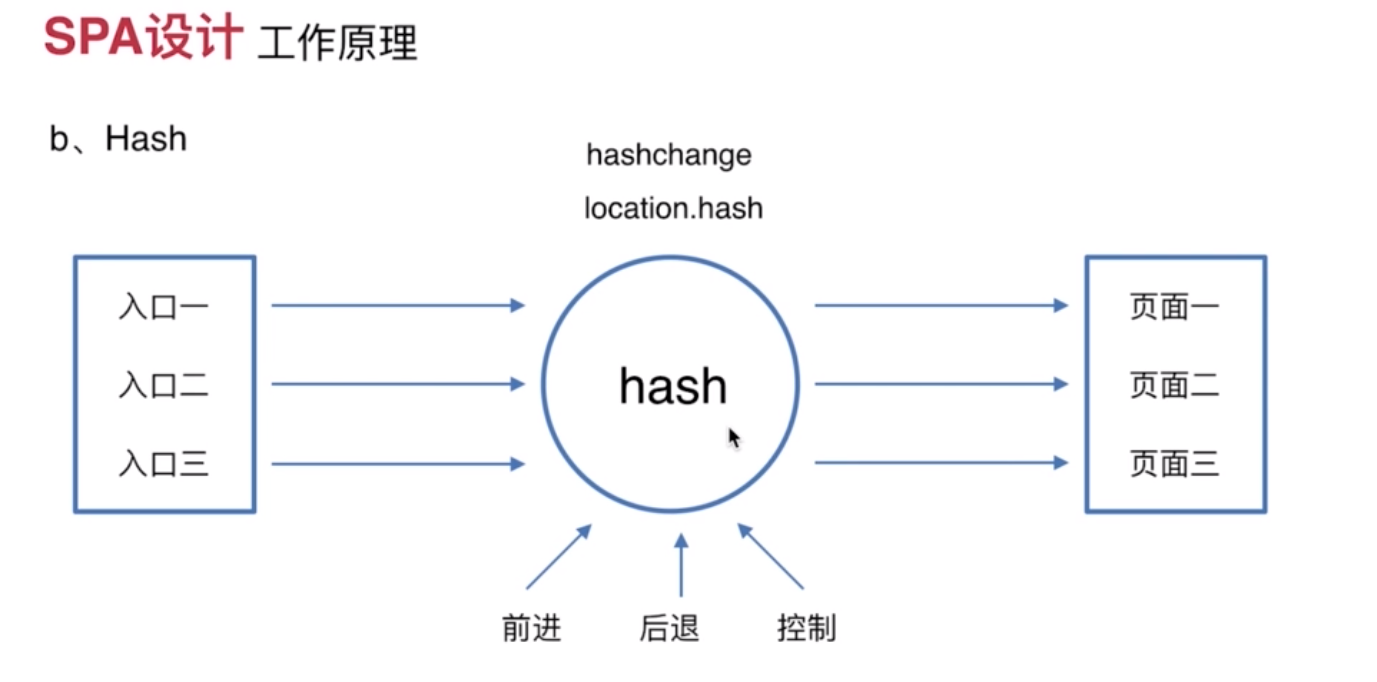 SPA设计 工作原理
b、Hash
hashchange
location.hash
入口一
入口二
入口三
hash
页面一
页面二
页面三
前进 后退 控制